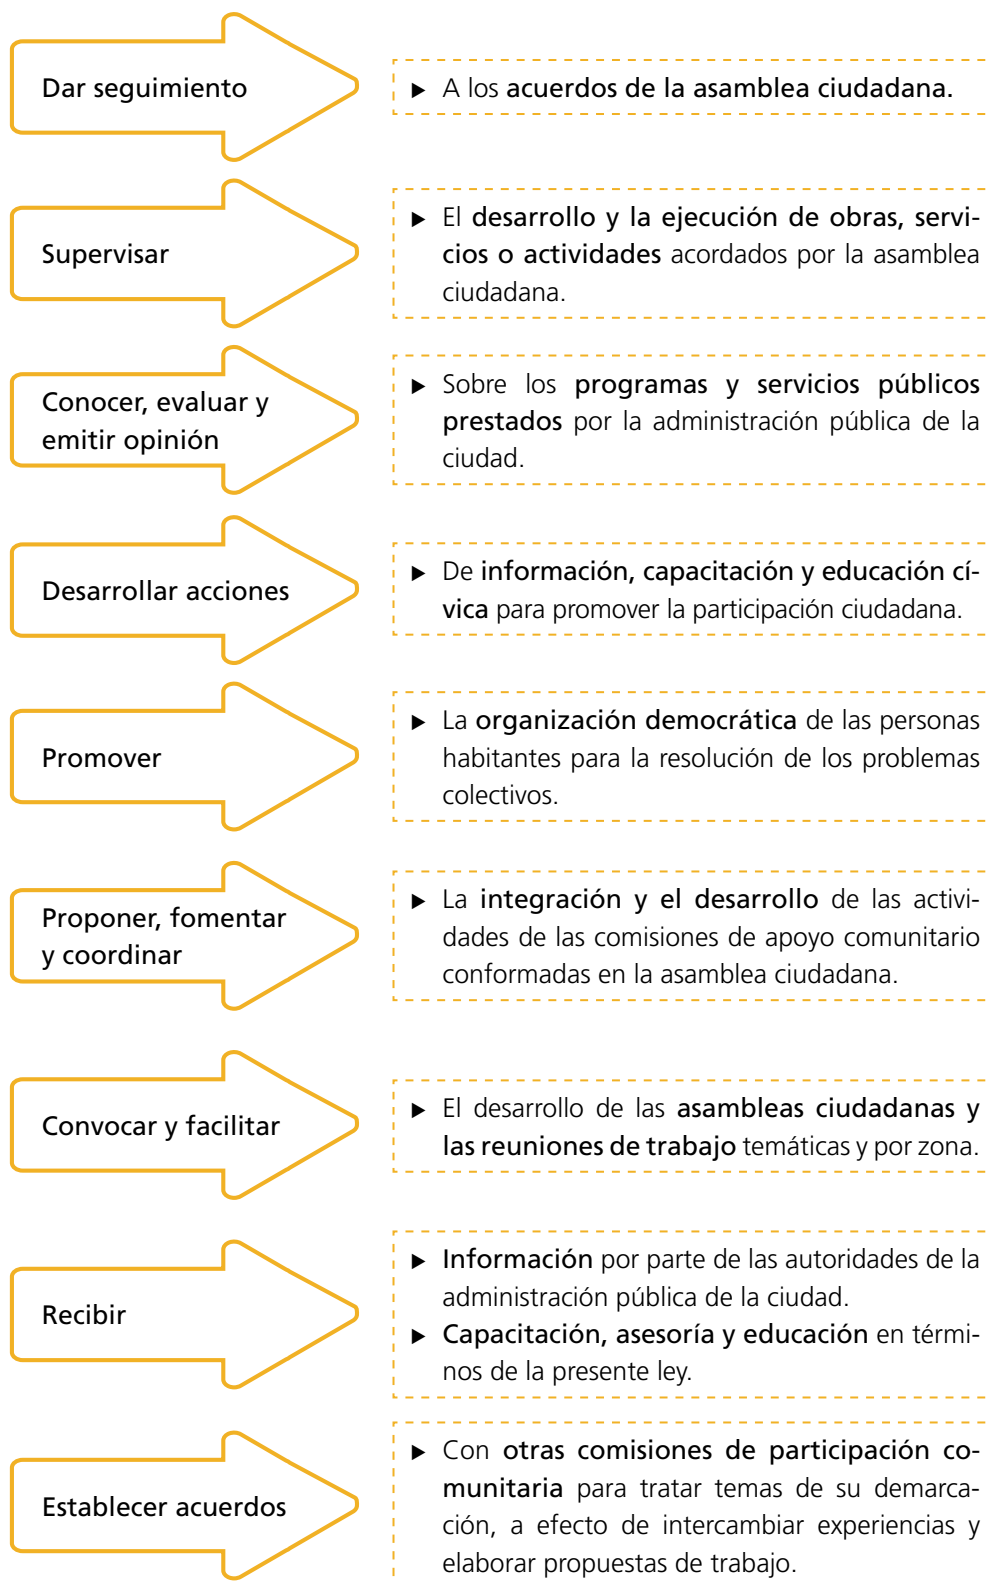 Dar seguimiento
▶ A los acuerdos de la asamblea ciudadana.
Supervisar
▶ El desarrollo y la ejecución de obras, servi-
cios o actividades acordados por la asamblea
ciudadana.
Conocer, evaluar y
emitir opinión
▶ Sobre los programas y servicios públicos
prestados por la administración pública de la
ciudad.
Desarrollar acciones
▶ De información, capacitación y educación cí-
vica para promover la participación ciudadana.
Promover
▶ La organización democrática de las personas
habitantes para la resolución de los problemas
colectivos.
Proponer, fomentar
y coordinar
▶ La integración y el desarrollo de las activi-
dades de las comisiones de apoyo comunitario
conformadas en la asamblea ciudadana.
Convocar y facilitar
▶ El desarrollo de las asambleas ciudadanas y
las reuniones de trabajo temáticas y por zona.
Recibir
▶ Información por parte de las autoridades de la
administración pública de la ciudad.
▶ Capacitación, asesoría y educación en térmi-
nos de la presente ley.
Establecer acuerdos
▶ Con otras comisiones de participación co-
munitaria para tratar temas de su demarca-
ción, a efecto de intercambiar experiencias y
elaborar propuestas de trabajo.